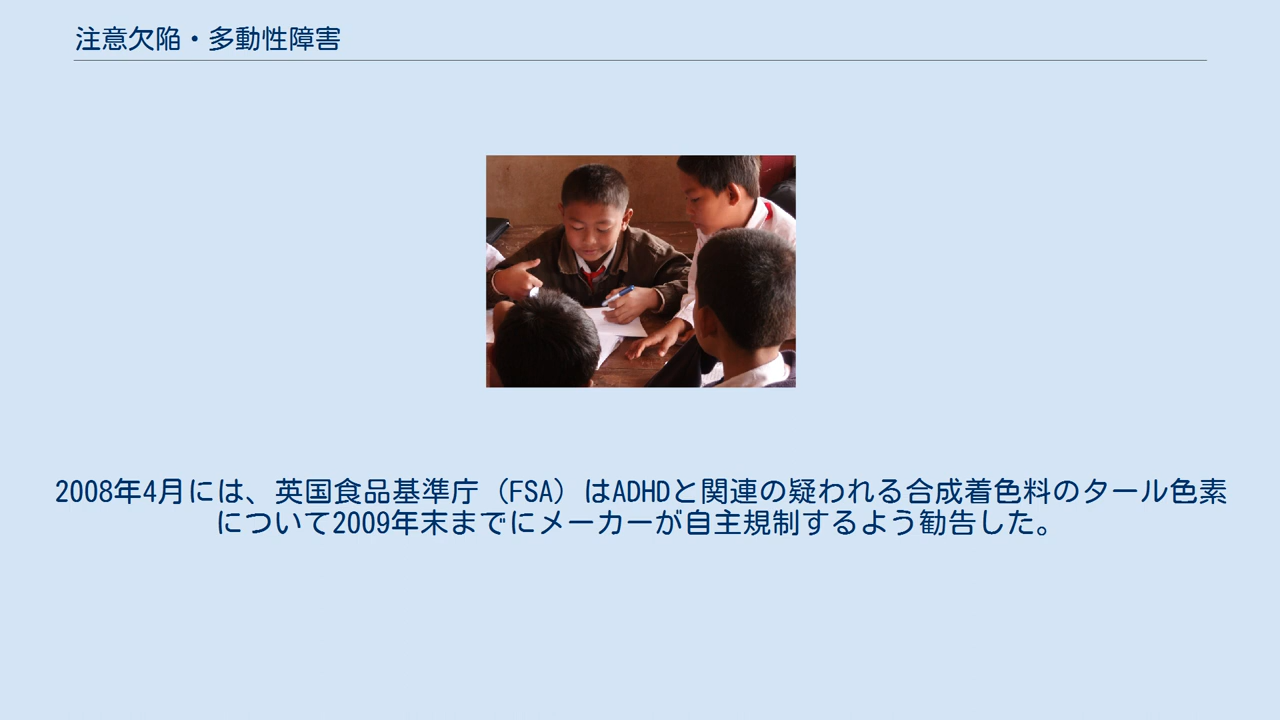 注意欠陥・多動性障害
2008年4月には、英国食品基準庁（FSA）はADHDと関連の疑われる合成着色料のタール色素
について2009年末までにメーカーが自主規制するよう勧告した。